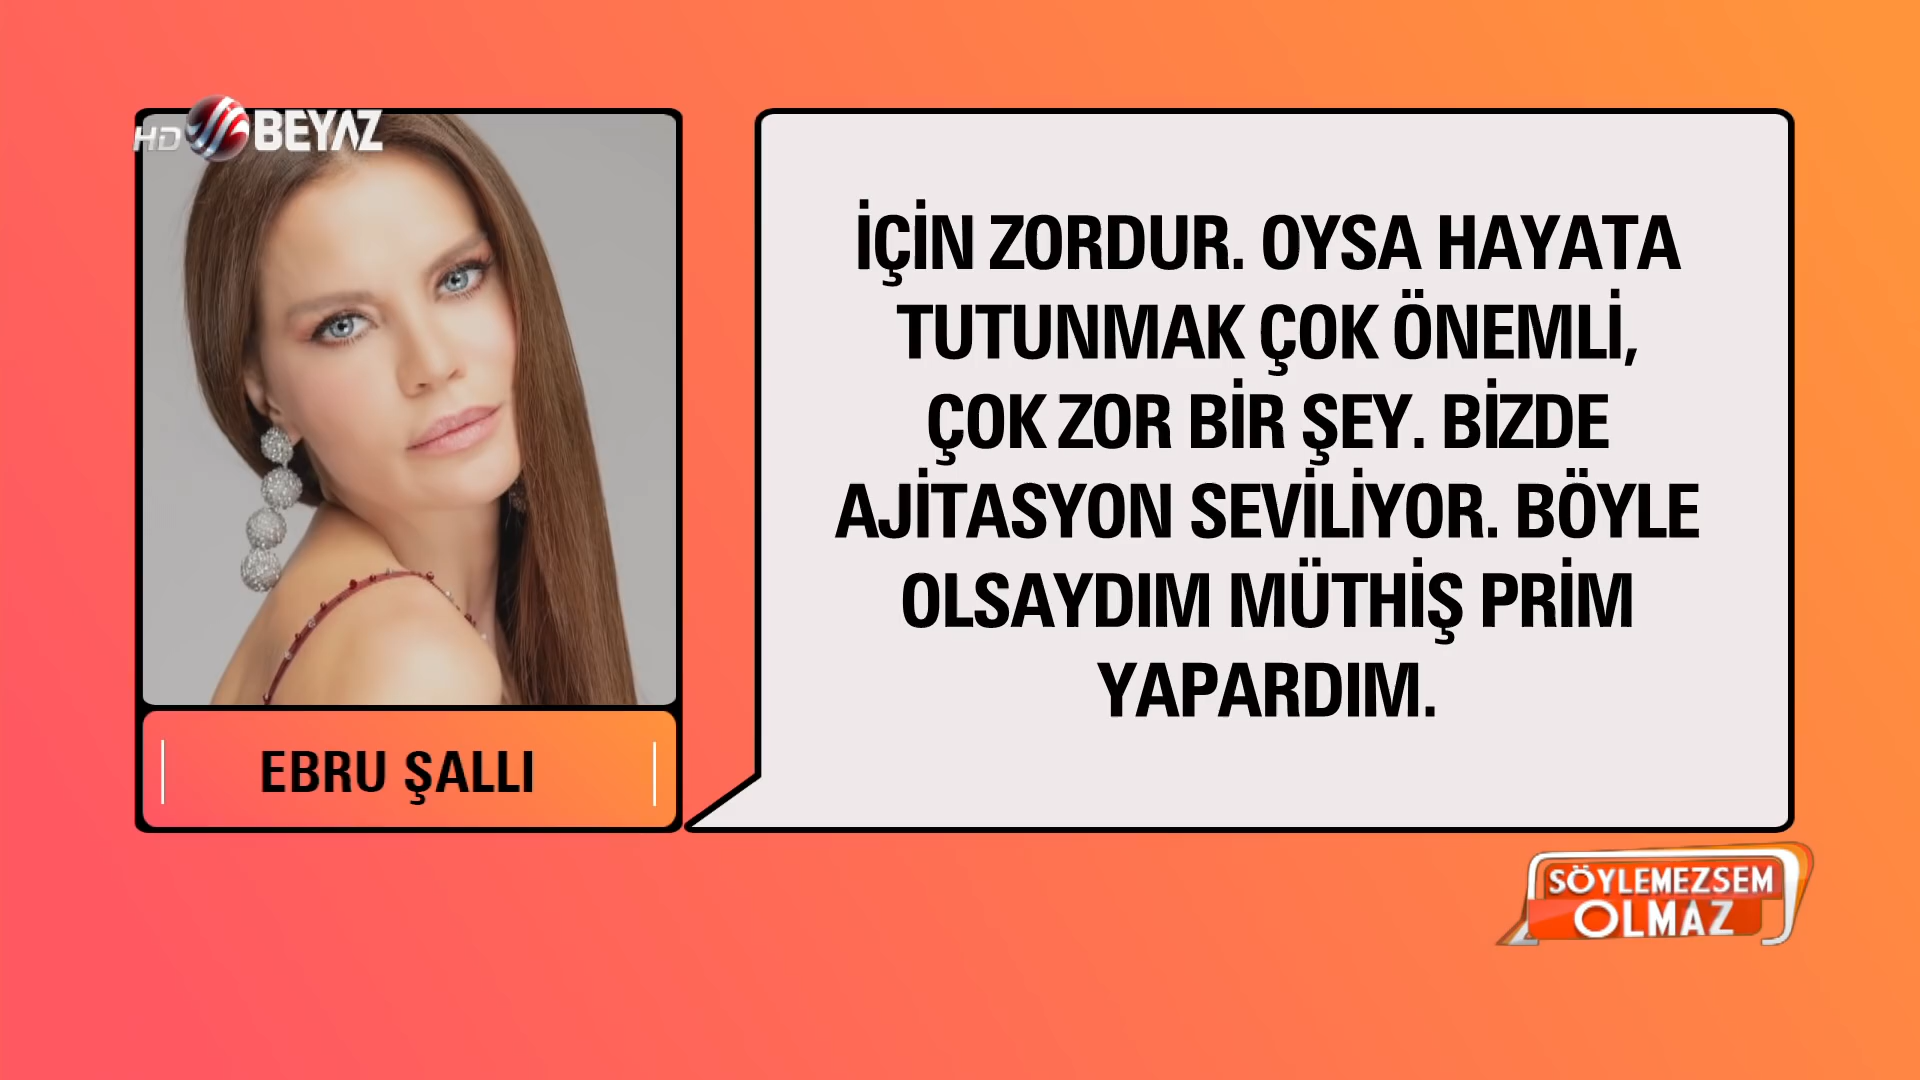 HD BEYAZ
İÇİN ZORDUR. OYSA HAYATA
TUTUNMAK ÇOK ÖNEMLİ,
ÇOK ZOR BİR ŞEY. BİZDE
AJİTASYON SEVİLİYOR. BÖYLE
OLSAYDIM MÜTHİŞ PRİM
YAPARDIM.
EBRU ŞALLI
SÖYLEMEZSEM
OLMAZ